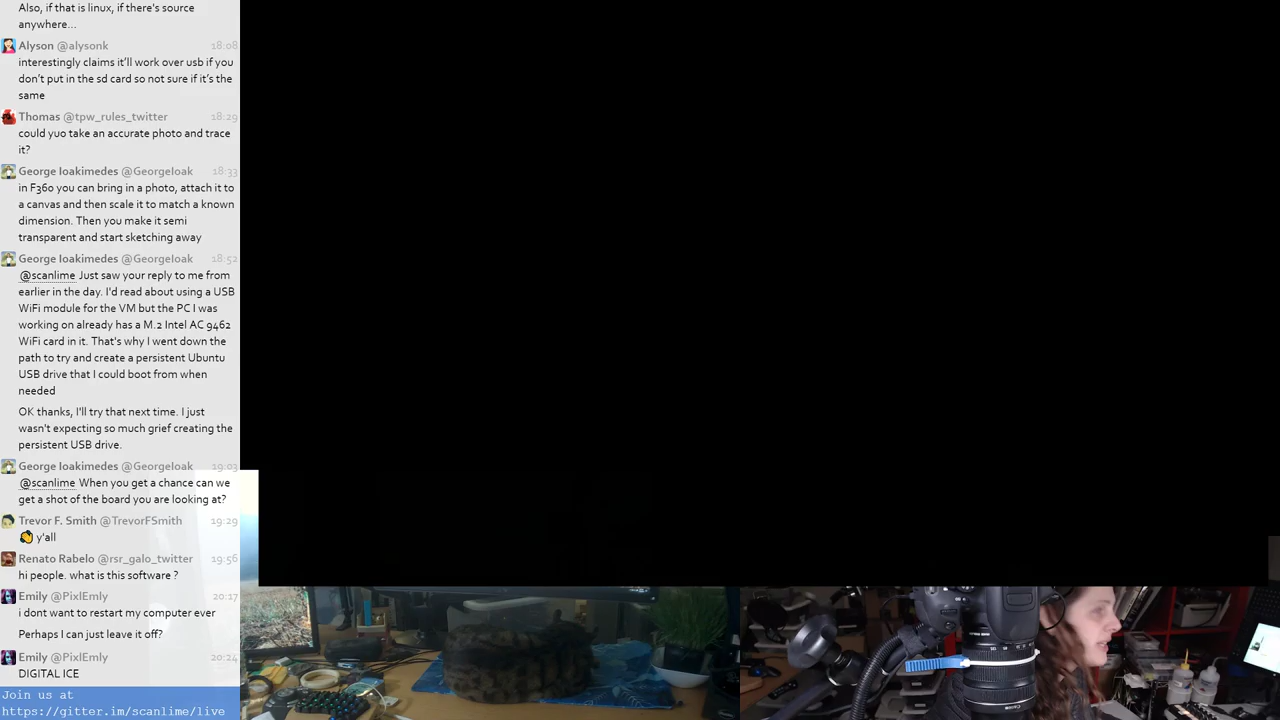 Also, if that is linux, if there's source
anywhere...
Alyson @alysonk 18:08
interestingly claims it'll work over usb if you
don't put in the sd card so not sure if it's the
same
Thomas @tpw_rules_twitter 18:29
could yuo take an accurate photo and trace
it?
George Ioakimedes @GeorgeIoak 18:33
in F360 you can bring in a photo, attach it to
a canvas and then scale it to match a known
dimension. Then you make it semi
transparent and start sketching away
George Ioakimedes @GeorgeIoak 18:52
@scanlime Just saw your reply to me from
earlier in the day. I'd read about using a USB
WiFi module for the VM but the PC I was
working on already has a M.2 Intel AC 9462
WiFi card in it. That's why I went down the
path to try and create a persistent Ubuntu
USB drive that I could boot from when
needed
OK thanks, I'll try that next time. I just
wasn't expecting so much grief creating the
persistent USB drive.
George Ioakimedes @GeorgeIoak 19:03
@scanlime When you get a chance can we
get a shot of the board you are looking at?
Trevor F. Smith @TrevorFSmith 19:29
👏 y'all
Renato Rabelo @rsr_galo_twitter 19:56
hi people. what is this software ?
Emily @PixlEmly 20:17
i dont want to restart my computer ever
Perhaps I can just leave it off?
Emily @PixlEmly 20:24
DIGITAL ICE
Join us at
https://gitter.im/scanlime/live